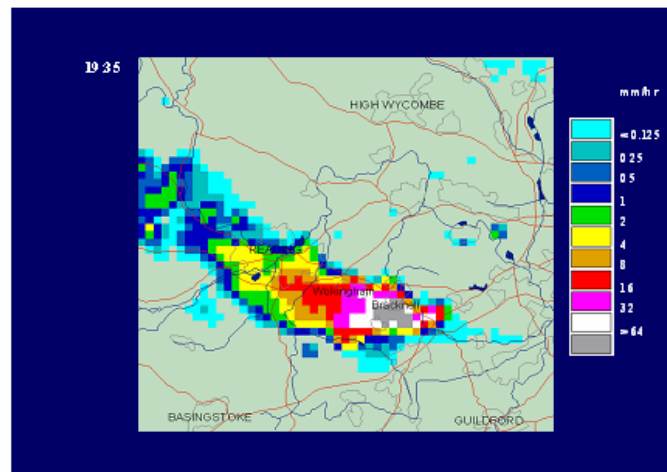 19:35
mm/hr
HIGH WYCOMBE
<0.125
0.25
0.5
1
2
4
8
16
32
>64
READING
Wokingham
Bracknell
BASINGSTOKE
GUILDFORD